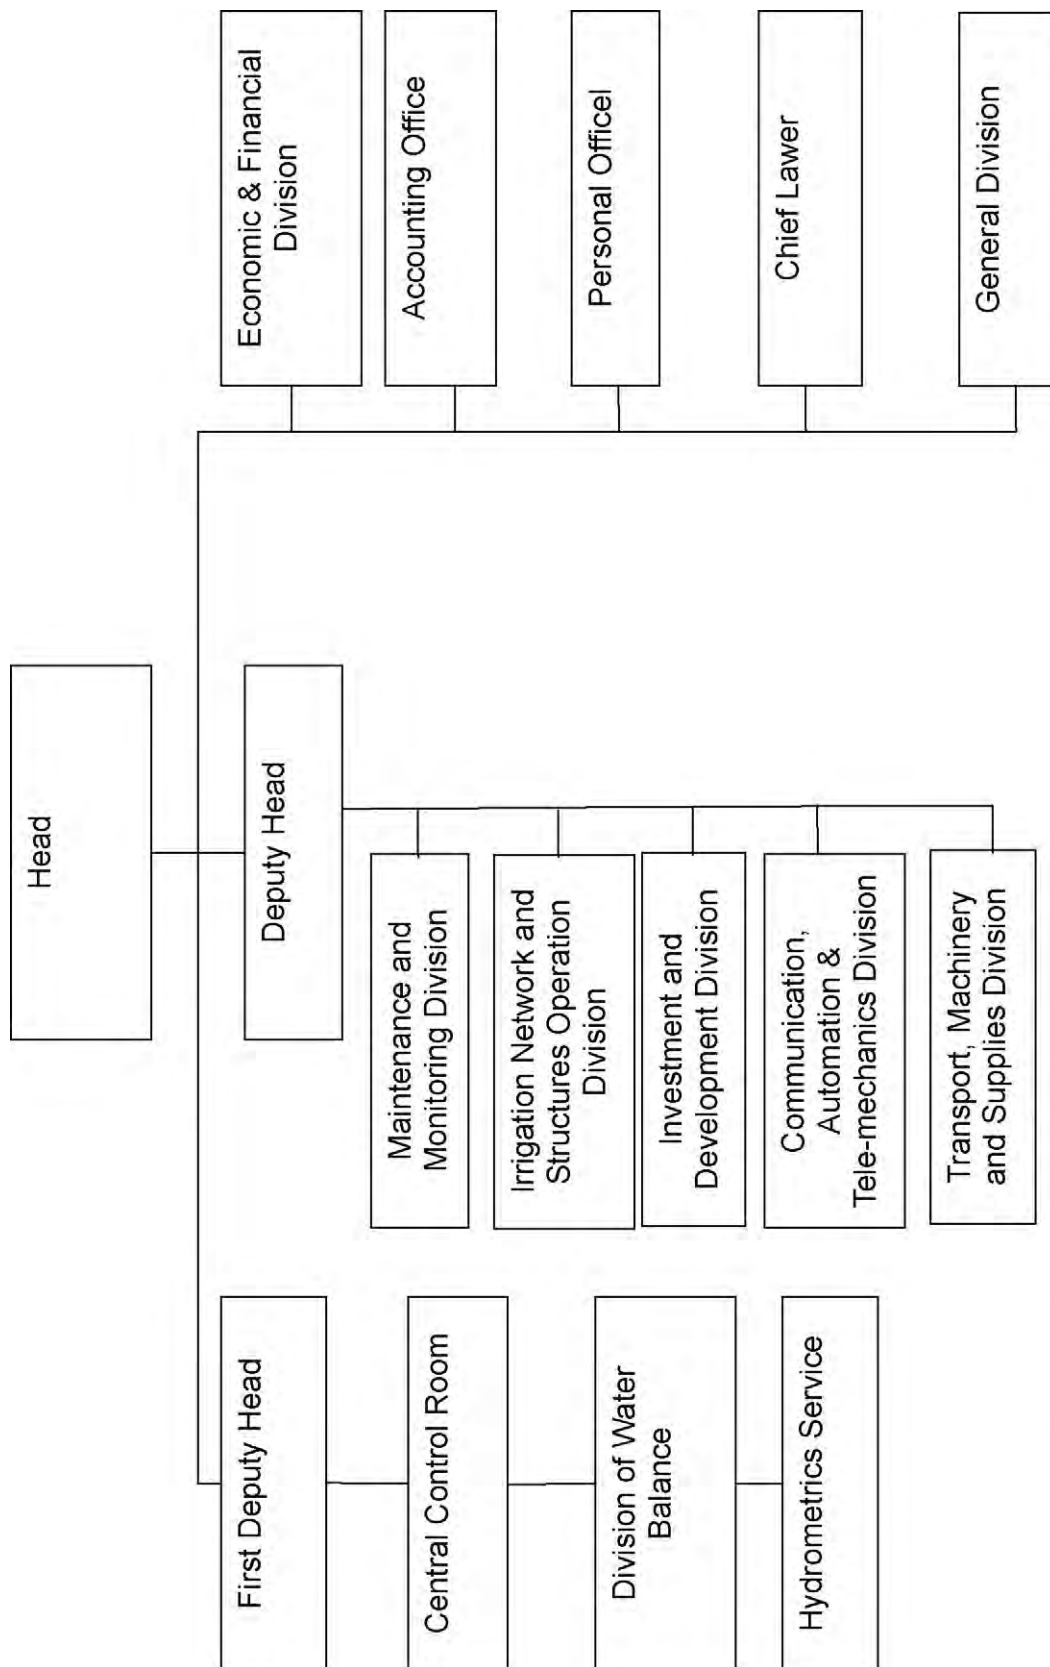 Head
First Deputy Head
Central Control Room
Division of Water
Balance
Hydrometrics Service
Deputy Head
Maintenance and
Monitoring Division
Irrigation Network and
Structures Operation
Division
Investment and
Development Division
Communication,
Automation &
Tele-mechanics Division
Transport, Machinery
and Supplies Division
Economic & Financial
Division
Accounting Office
Personal Officel
Chief Lawer
General Division